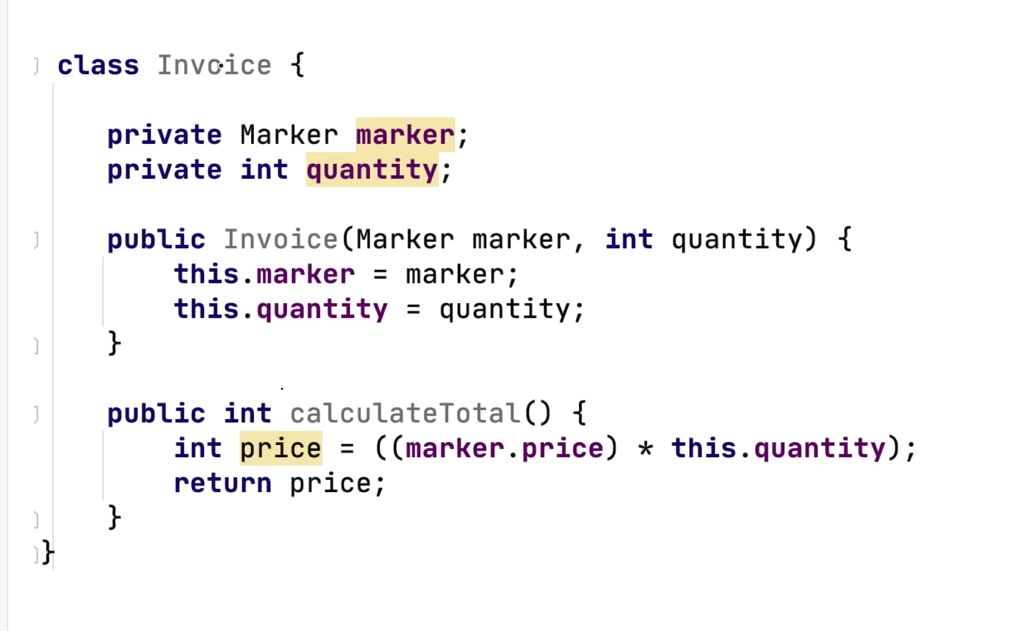 class Invoice {
private Marker marker;
private int quantity;
public Invoice(Marker marker, int quantity) {
this.marker = marker;
this.quantity = quantity;
}
public int calculateTotal() {
int price = ((marker.price) * this.quantity);
return price;
}
}